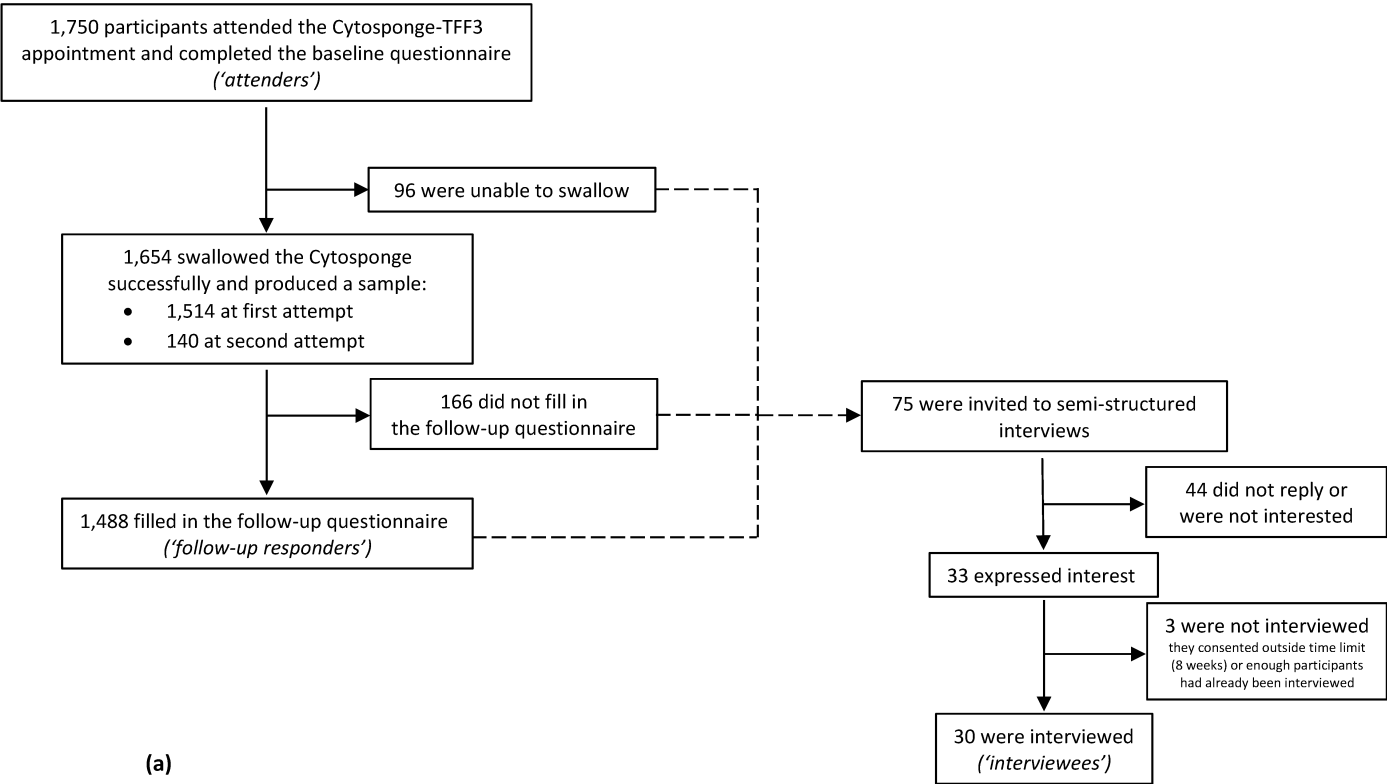 1,750 participants attended the Cytosponge-TFF3
appointment and completed the baseline questionnaire
(‘attenders’)
96 were unable to swallow
1,654 swallowed the Cytosponge
successfully and produced a sample:
• 1,514 at first attempt
• 140 at second attempt
166 did not fill in
the follow-up questionnaire
1,488 filled in the follow-up questionnaire
(‘follow-up responders’)
75 were invited to semi-structured
interviews
44 did not reply or
were not interested
33 expressed interest
3 were not interviewed
they consented outside time limit
(8 weeks) or enough participants
had already been interviewed
30 were interviewed
(‘interviewees’)
(a)